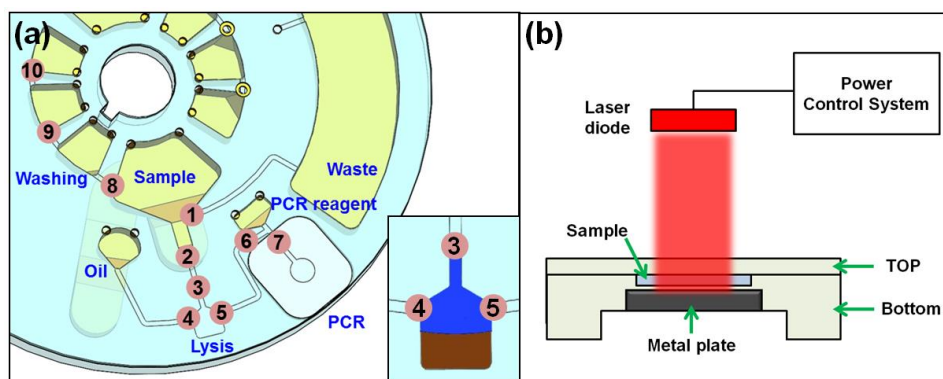 (a)
10
9
Washing
8
Sample
1
Waste
PCR reagent
2
6
7
Oil
3
4
5
Lysis
PCR
3
4
5
(b)
Power
Control System
Laser
diode
Sample
TOP
Bottom
Metal plate